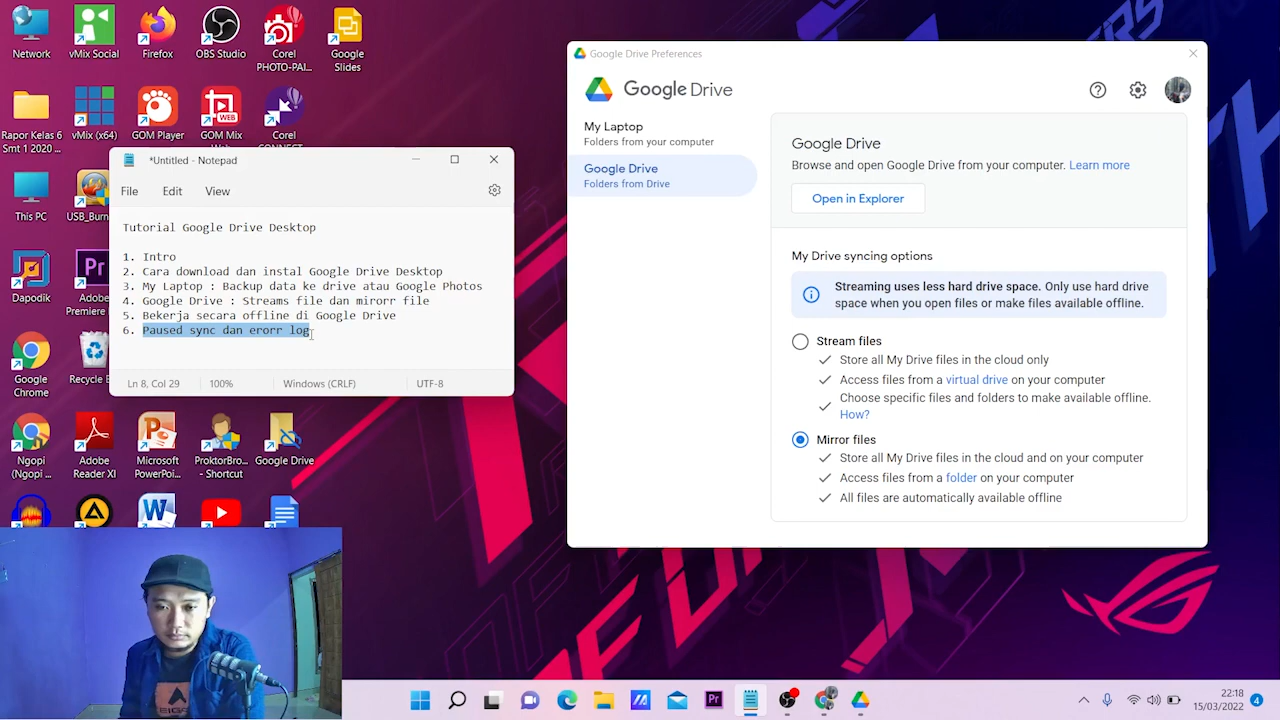 Network
vMix Social
Firefox
OBS Studio
Corel
PHOTO-PAI...
Google
Slides
Rapor Kelas 6
Smt 1 2020 ...
vMix (x64)
GOM Player
GOM Mix
Corel
This PC
USB_Burn
Dapodik
Adobe
Premiere
Google
Chrome
Recycle B
Ngopi
(Ngopi ...
Adobe
Reader XI
Microsoft
PowerPoi...
ProktorBro...
- Shortcut
Google Drive
*Untitled - Notepad
File
Edit
View
Tutorial Google Drive Desktop
1. Intro
2. Cara download dan instal Google Drive Desktop
3. My Laptop : Backup data ke drive atau Google Photos
4. Google Drive : Streams file dan mirorr file
5. Bekerja secara offline di Google Drive
6. Paused sync dan erorr log
Ln 8, Col 29
100%
Windows (CRLF)
UTF-8
Google Drive Preferences
Google Drive
My Laptop
Folders from your computer
Google Drive
Folders from Drive
Google Drive
Browse and open Google Drive from your computer. Learn more
Open in Explorer
My Drive syncing options
Streaming uses less hard drive space. Only use hard drive
space when you open files or make files available offline.
Stream files
Store all My Drive files in the cloud only
Access files from a virtual drive on your computer
Choose specific files and folders to make available offline.
How?
Mirror files
Store all My Drive files in the cloud and on your computer
Access files from a folder on your computer
All files are automatically available offline
22:18
15/03/2022
4